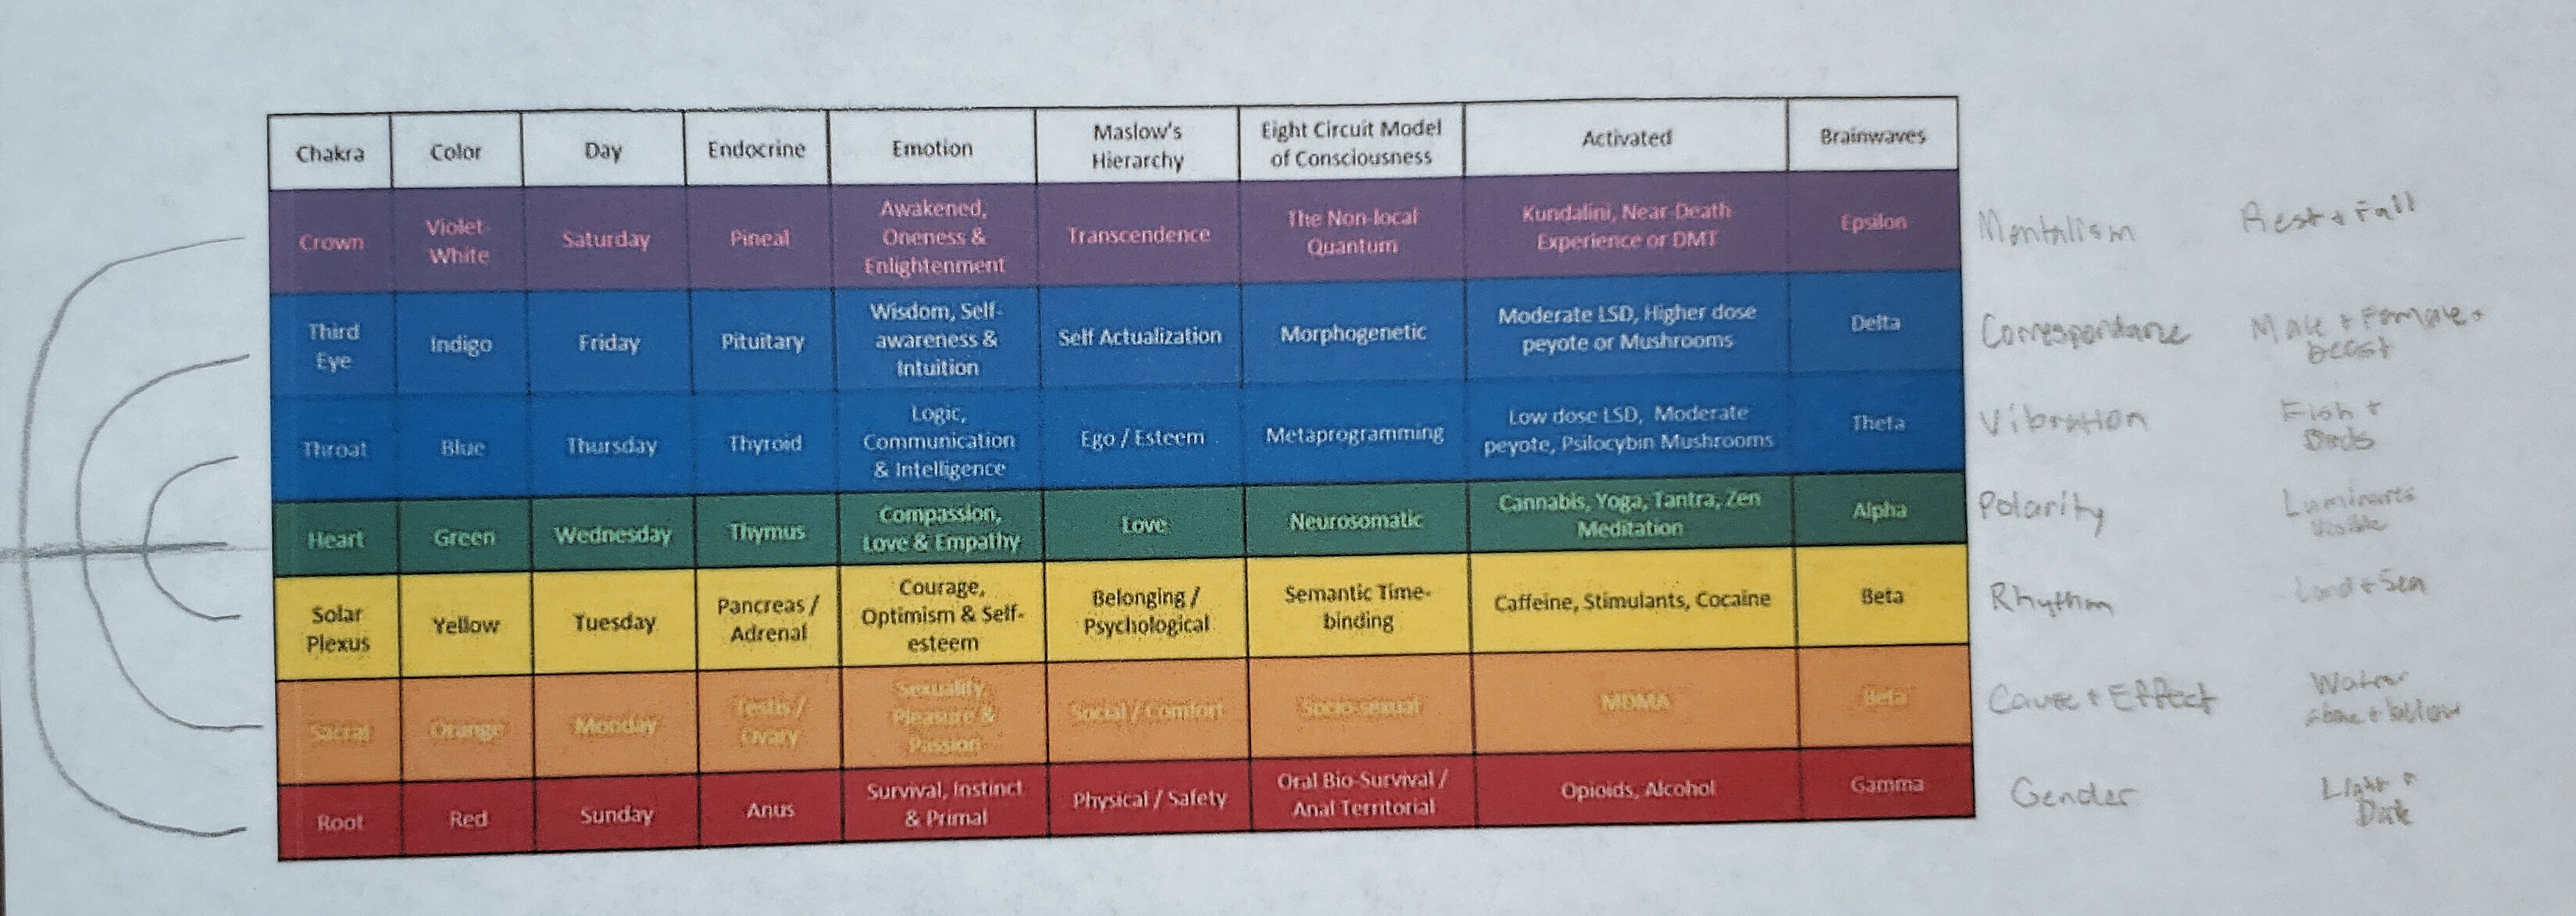 Chakra
Color
Day
Endocrine
Emotion
Maslow's
Hierarchy
Eight Circuit Model
of Consciousness
Activated
Brainwaves
Crown
Violet-
White
Saturday
Pineal
Awakened,
Oneness &
Enlightenment
Transcendence
The Non-local
Quantum
Kundalini, Near-Death
Experience or DMT
Epsilon
Mentalism
Rest + Fall
Third
Eye
Indigo
Friday
Pituitary
Wisdom, Self-
awareness &
Intuition
Self Actualization
Morphogenetic
Moderate LSD, Higher dose
peyote or Mushrooms
Delta
Correspondance
Male + Female +
Beast
Throat
Blue
Thursday
Thyroid
Logic,
Communication
& Intelligence
Ego / Esteem
Metaprogramming
Low dose LSD, Moderate
peyote, Psilocybin Mushrooms
Theta
Vibration
Fish +
Heart
Green
Wednesday
Thymus
Compassion,
Love & Empathy
Love
Neurosomatic
Cannabis, Yoga, Tantra, Zen
Meditation
Alpha
Polarity
Visible
Solar
Plexus
Yellow
Tuesday
Pancreas /
Adrenal
Courage,
Optimism & Self-
esteem
Belonging /
Psychological
Semantic Time-
binding
Caffeine, Stimulants, Cocaine
Beta
Rhythm
Land + Sea
Sacral
Orange
Monday
Testis /
Ovary
Sexuality,
Pleasure &
Passion
Social / Comfort
Socio-sexual
MDMA
Beta
Cause + Effect
Water
above + bellow
Root
Red
Sunday
Anus
Survival, Instinct
& Primal
Physical / Safety
Oral Bio-Survival /
Anal Territorial
Opioids, Alcohol
Gamma
Gender
Light +
Dark